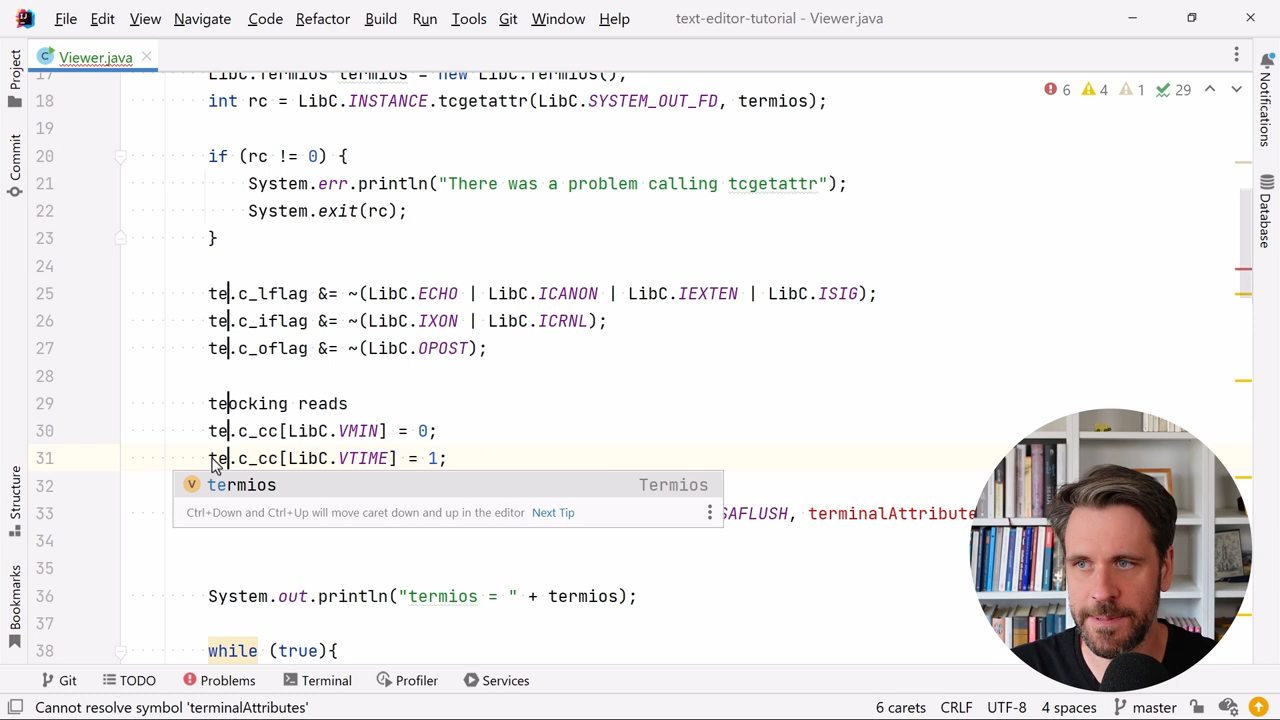 File Edit View Navigate Code Refactor Build Run Tools Git Window Help text-editor-tutorial - Viewer.java
Viewer.java
Project
Commit
Structure
Bookmarks
Notifications
Database
6 4 1 29
17 LibC.Termios termios = new LibC.Termios();
18 int rc = LibC.INSTANCE.tcgetattr(LibC.SYSTEM_OUT_FD, termios);
19
20 if (rc != 0) {
21 System.err.println("There was a problem calling tcgetattr");
22 System.exit(rc);
23 }
24
25 te.c_lflag &= ~(LibC.ECHO | LibC.ICANON | LibC.IEXTEN | LibC.ISIG);
26 te.c_iflag &= ~(LibC.IXON | LibC.ICRNL);
27 te.c_oflag &= ~(LibC.OPOST);
28
29 teocking reads
30 te.c_cc[LibC.VMIN] = 0;
31 te.c_cc[LibC.VTIME] = 1;
V termios Termios
32
Ctrl+Down and Ctrl+Up will move caret down and up in the editor Next Tip
33 SAFLUSH, terminalAttribute
34
35
36 System.out.println("termios = " + termios);
37
38 while (true){
Git TODO Problems Terminal Profiler Services
Cannot resolve symbol 'terminalAttributes' 6 carets CRLF UTF-8 4 spaces master